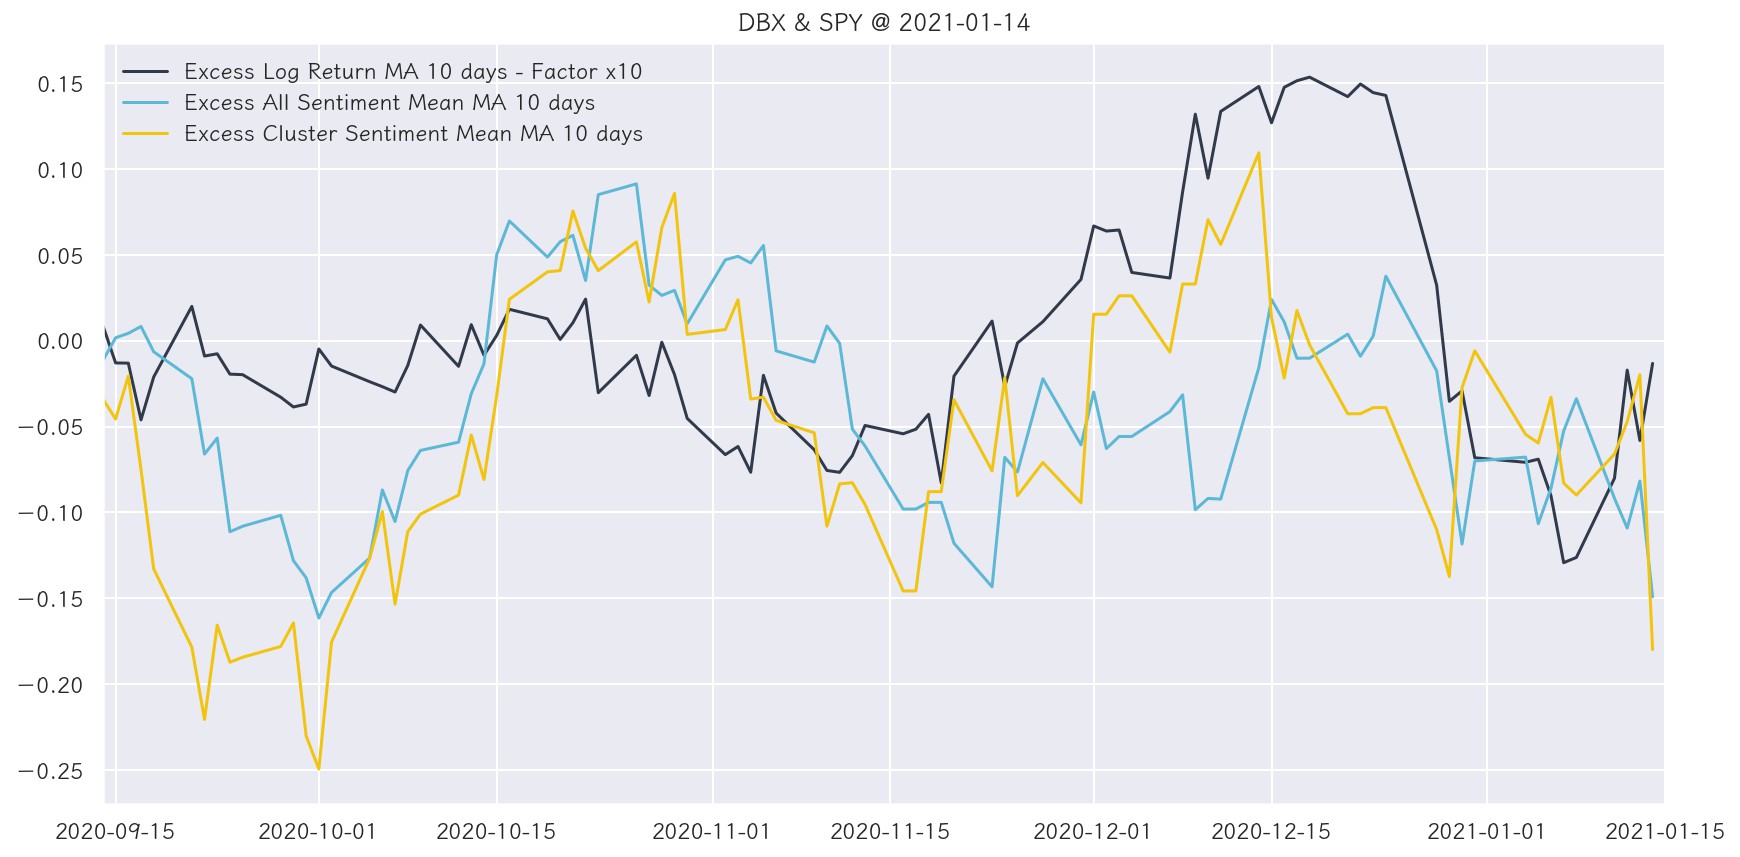 DBX & SPY @ 2021-01-14
Excess Log Return MA 10 days - Factor x10
Excess All Sentiment Mean MA 10 days
Excess Cluster Sentiment Mean MA 10 days
0.15
0.10
0.05
0.00
−0.05
−0.10
−0.15
−0.20
−0.25
2020-09-15 2020-10-01 2020-10-15 2020-11-01 2020-11-15 2020-12-01 2020-12-15 2021-01-01 2021-01-15